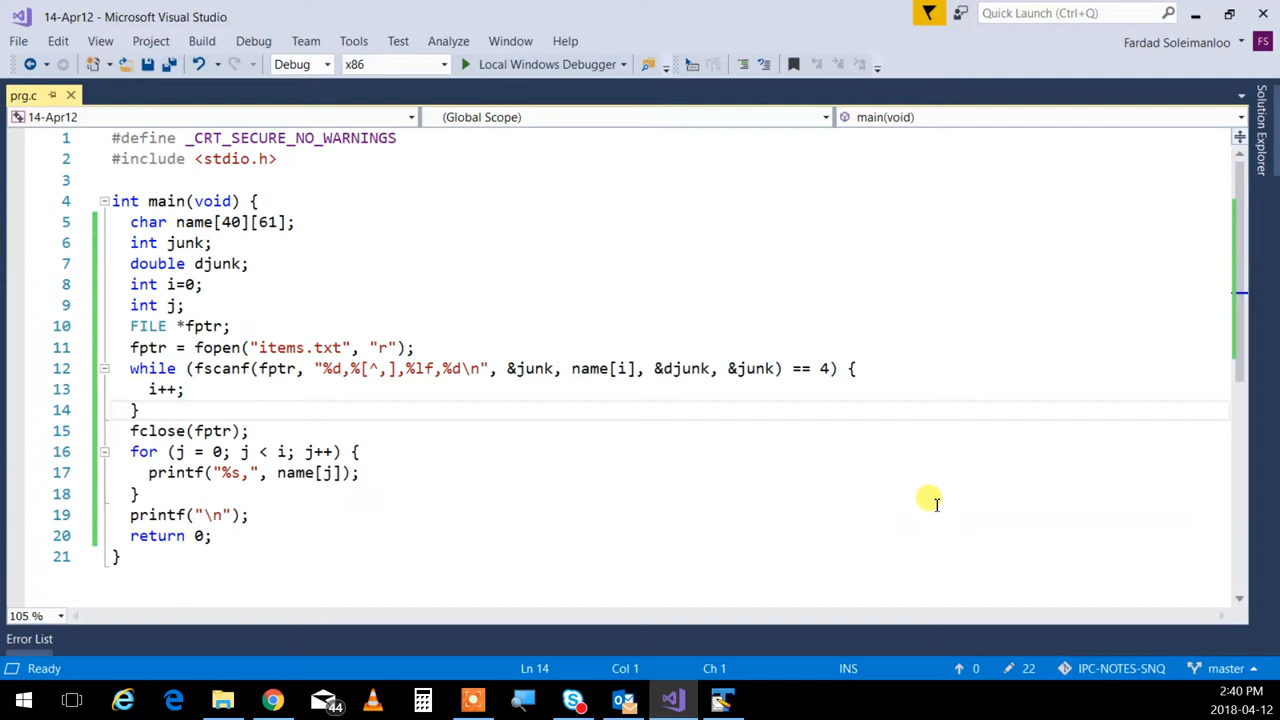 14-Apr12 - Microsoft Visual Studio
Quick Launch (Ctrl+Q)
File Edit View Project Build Debug Team Tools Test Analyze Window Help
Fardad Soleimanloo FS
Debug x86 Local Windows Debugger
prg.c
14-Apr12 (Global Scope) main(void)
Solution Explorer
1 #define _CRT_SECURE_NO_WARNINGS
2 #include <stdio.h>
3
4 int main(void) {
5 char name[40][61];
6 int junk;
7 double djunk;
8 int i=0;
9 int j;
10 FILE *fptr;
11 fptr = fopen("items.txt", "r");
12 while (fscanf(fptr, "%d,%[^,],%lf,%d\n", &junk, name[i], &djunk, &junk) == 4) {
13 i++;
14 }
15 fclose(fptr);
16 for (j = 0; j < i; j++) {
17 printf("%s,", name[j]);
18 }
19 printf("\n");
20 return 0;
21 }
105 %
Error List
Ready Ln 14 Col 1 Ch 1 INS 0 22 IPC-NOTES-SNQ master
44
2:40 PM
2018-04-12